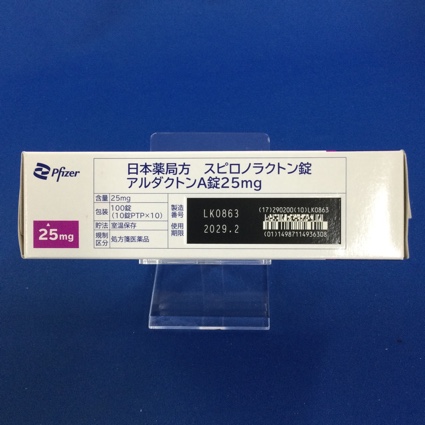 Pfizer
日本薬局方 スピロノラクトン錠
アルダクトンA錠25mg
25mg
含量 25mg
包装 100錠
(10錠PTP×10)
貯法 室温保存
規制区分 処方箋医薬品
製造番号 LK0863
使用期限 2029.2
(17)290200(10)LK0863
(01)14987114936308